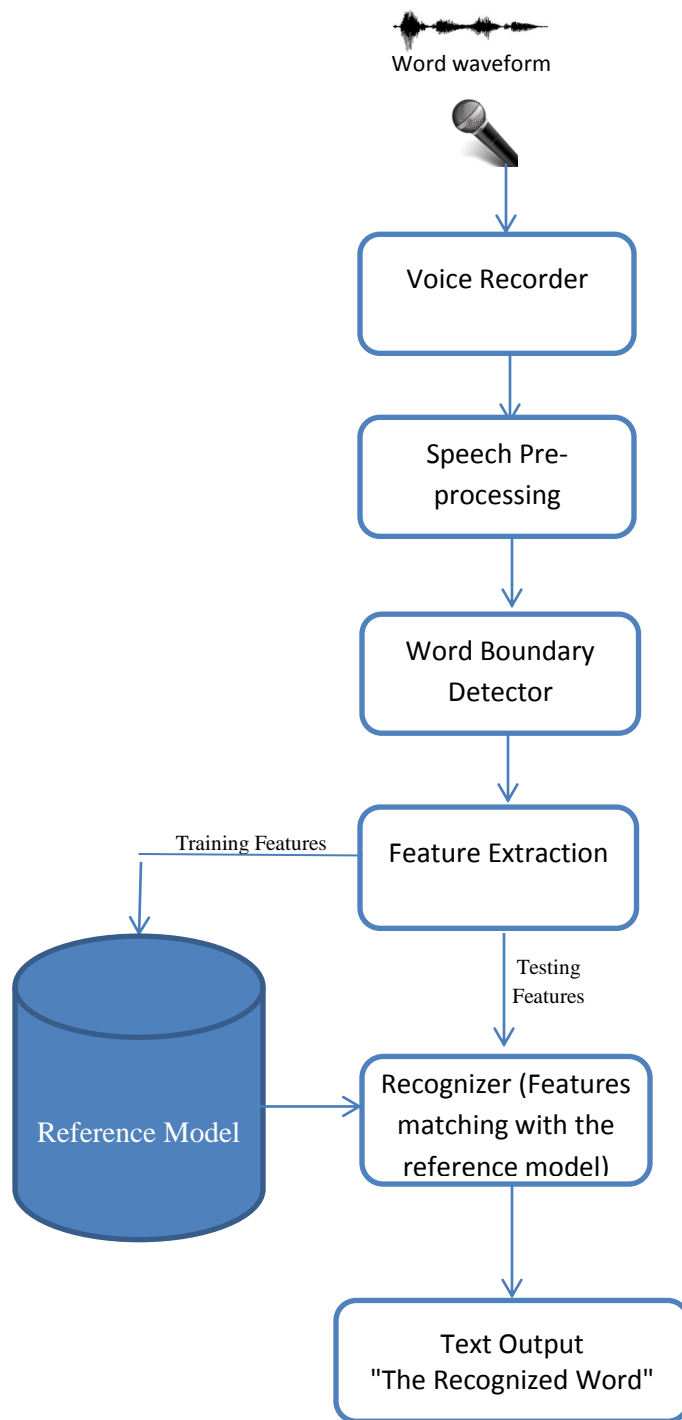 Word waveform
Voice Recorder
Speech Pre-
processing
Word Boundary
Detector
Training Features
Feature Extraction
Testing
Features
Reference Model
Recognizer (Features
matching with the
reference model)
Text Output
"The Recognized Word"